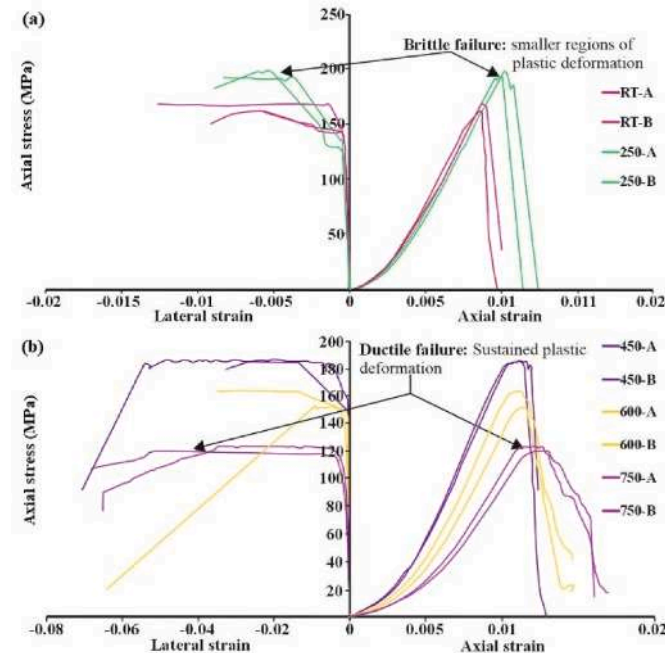 (a)
250
200
150
100
50
Axial stress (MPa)
Brittle failure: smaller regions of
plastic deformation
RT-A
RT-B
250-A
250-B
-0.02 -0.015 -0.01 -0.005 0 0.005 0.01 0.011 0.02
Lateral strain Axial strain
(b)
200
180
160
140
120
100
80
60
40
20
Axial stress (MPa)
Ductile failure: Sustained plastic
deformation
450-A
450-B
600-A
600-B
750-A
750-B
-0.08 -0.06 -0.04 -0.02 0 0.005 0.01 0.011 0.02
Lateral strain Axial strain